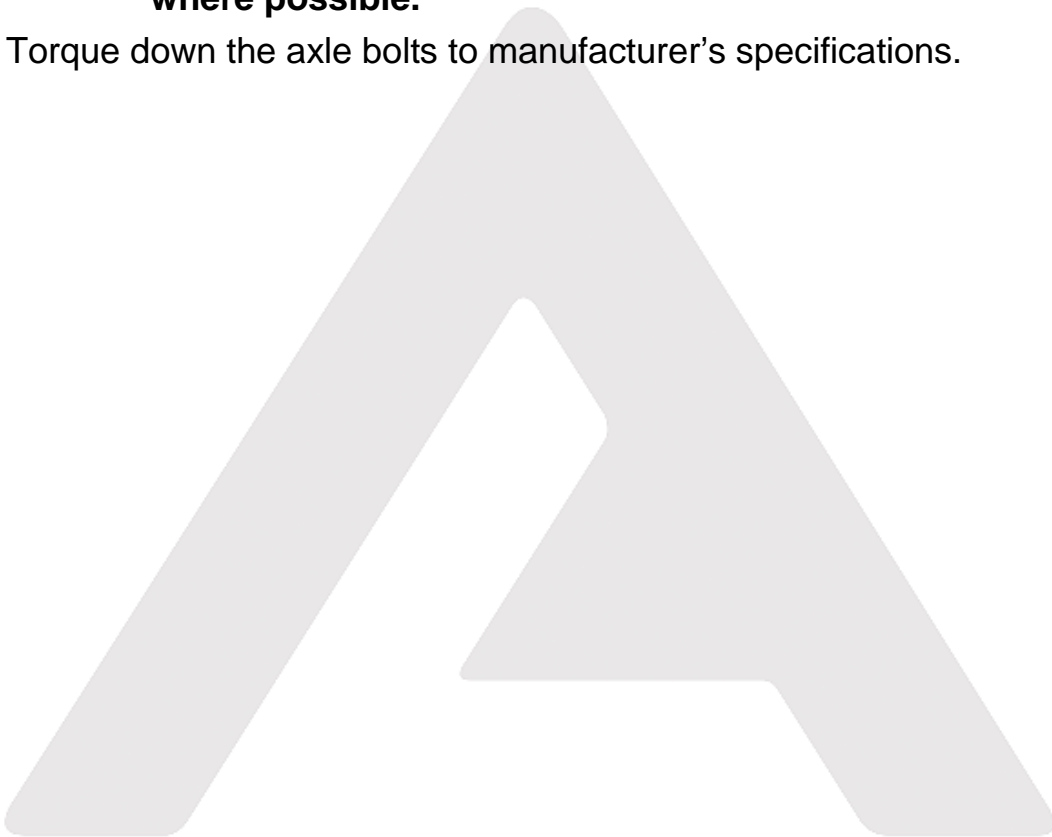 where possible.
Torque down the axle bolts to manufacturer’s specifications.